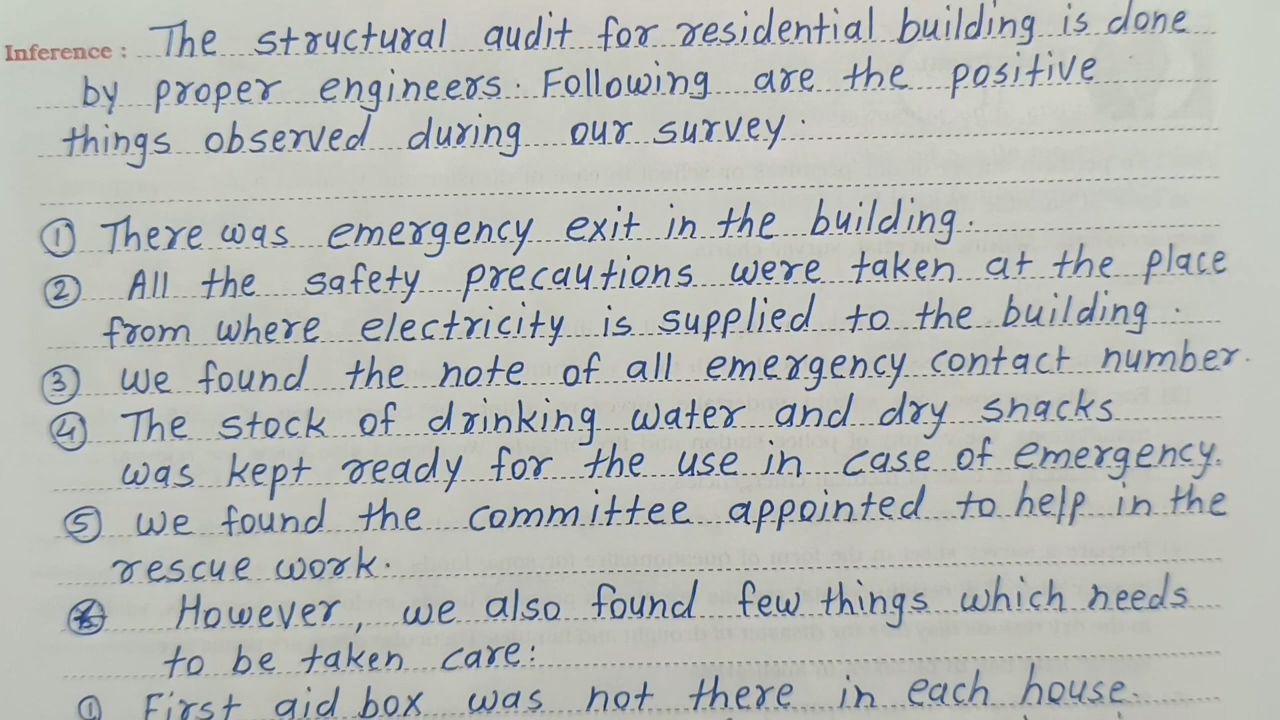 Inference : The structural audit for residential building is done
by proper engineers. Following are the positive
things observed during our survey.
① There was emergency exit in the building.
② All the safety precautions were taken at the place
from where electricity is supplied to the building.
③ we found the note of all emergency contact number.
④ The stock of drinking water and dry snacks
was kept ready for the use in case of emergency.
⑤ we found the committee appointed to help in the
rescue work.
However, we also found few things which needs
to be taken care:
① First aid box was not there in each house.